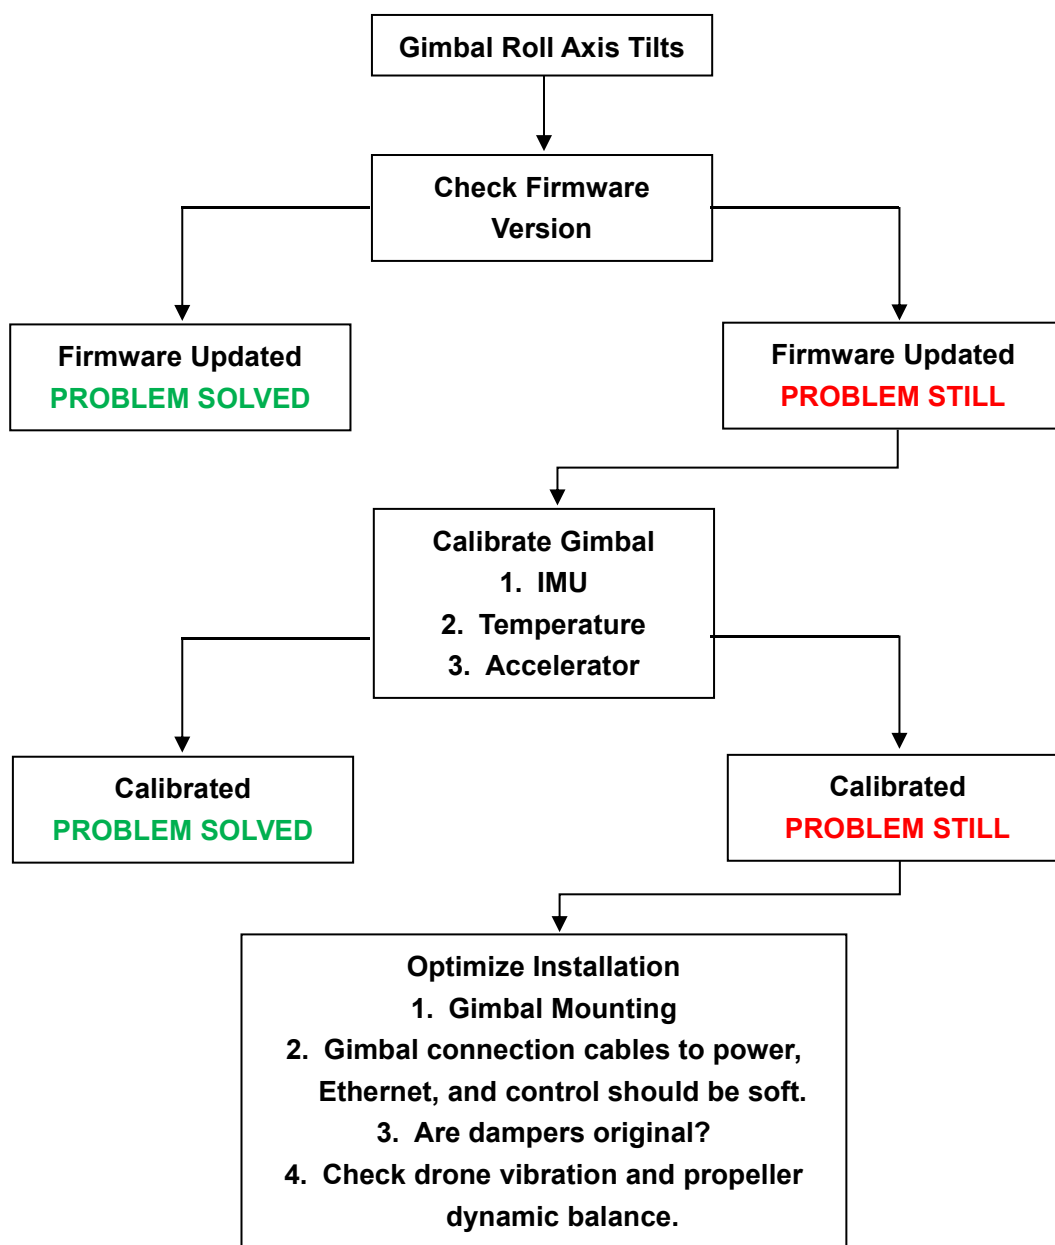 Gimbal Roll Axis Tilts
Check Firmware
Version
Firmware Updated
PROBLEM SOLVED
Firmware Updated
PROBLEM STILL
Calibrate Gimbal
1. IMU
2. Temperature
3. Accelerator
Calibrated
PROBLEM SOLVED
Calibrated
PROBLEM STILL
Optimize Installation
1. Gimbal Mounting
2. Gimbal connection cables to power,
Ethernet, and control should be soft.
3. Are dampers original?
4. Check drone vibration and propeller
dynamic balance.